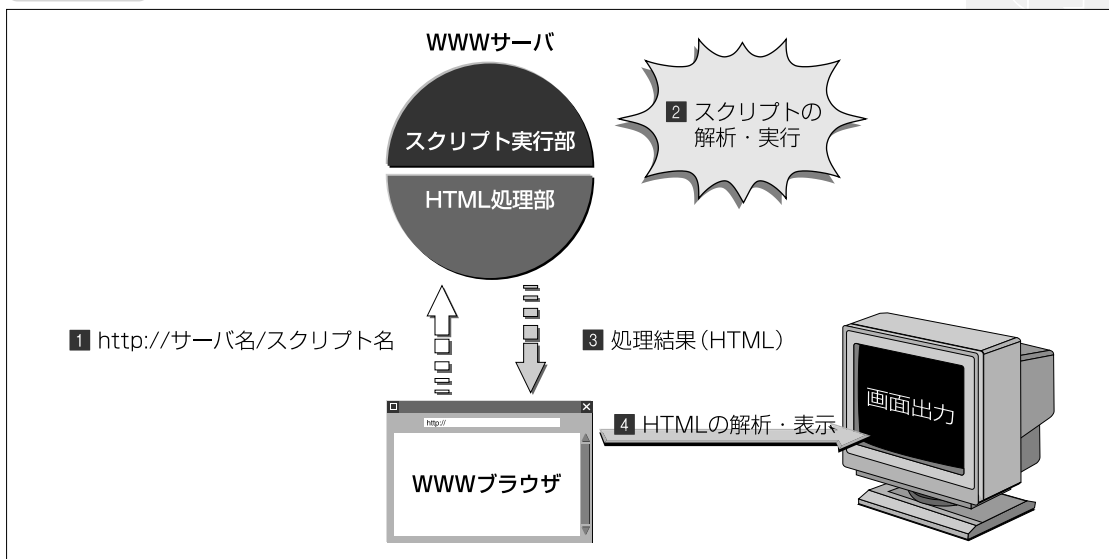 WWWサーバ
スクリプト実行部
HTML処理部
2 スクリプトの
解析・実行
1 http://サーバ名/スクリプト名
3 処理結果(HTML)
http://
WWWブラウザ
4 HTMLの解析・表示
画面出力